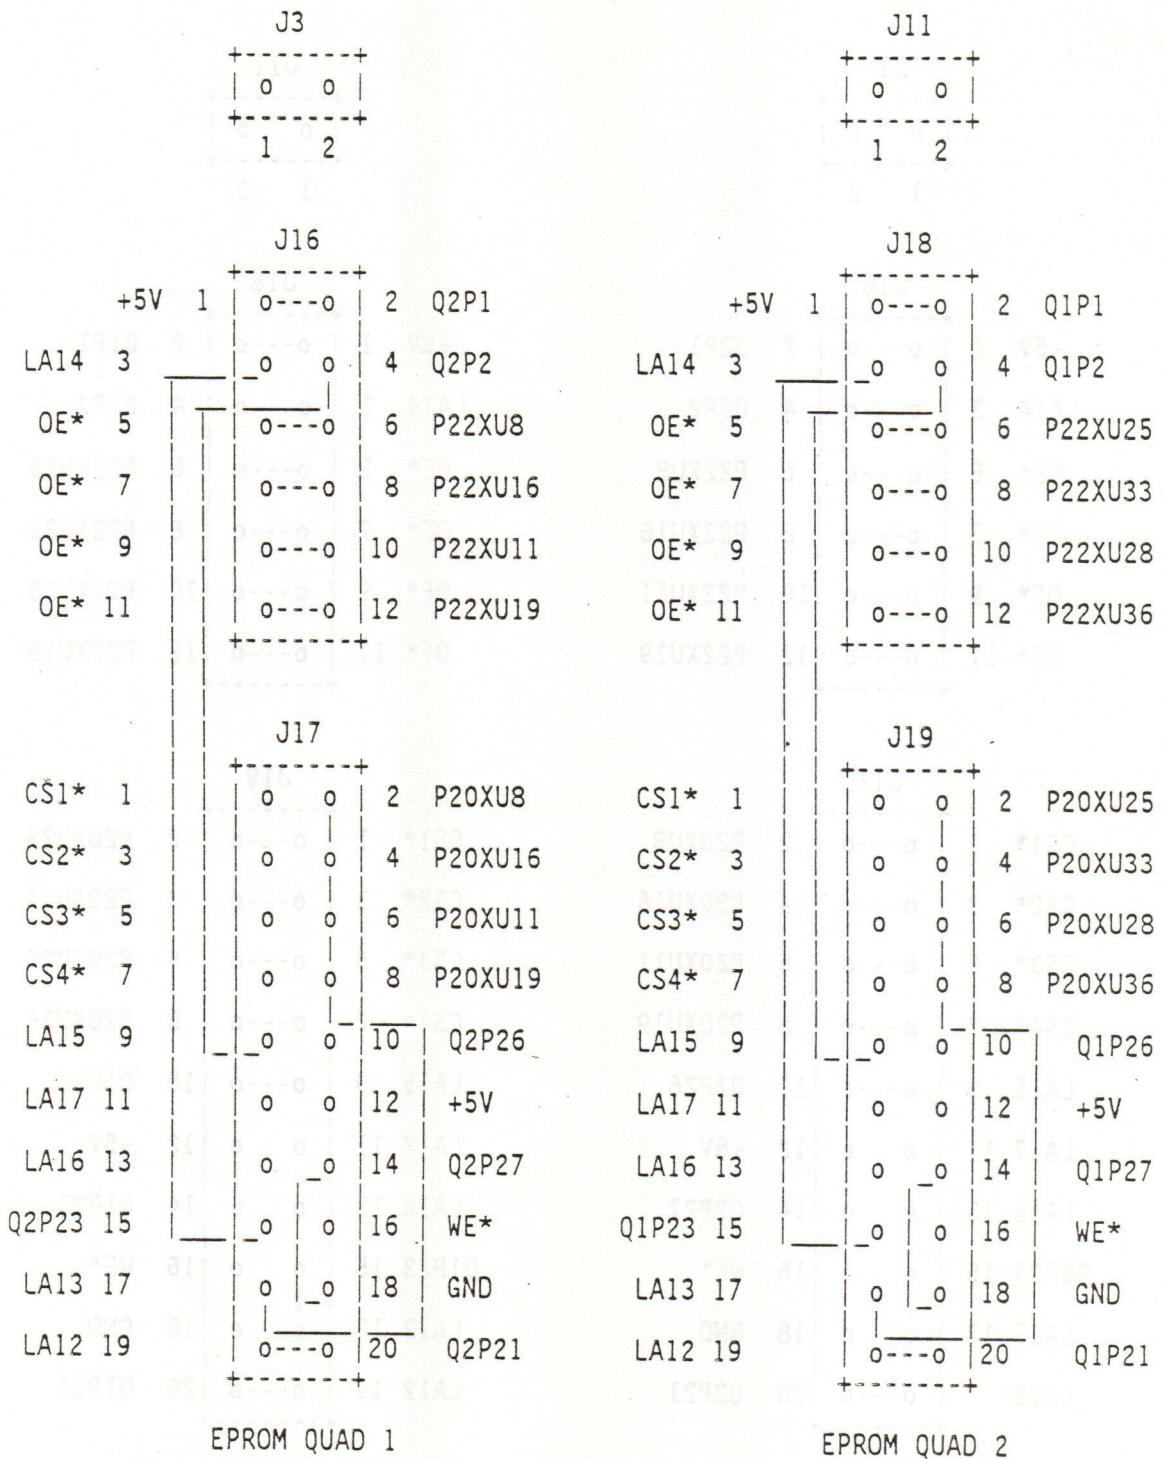 J3 J11
1 2 1 2
J16 J18
+5V 1 o---o 2 Q2P1 +5V 1 o---o 2 Q1P1
LA14 3 o o 4 Q2P2 LA14 3 o o 4 Q1P2
OE* 5 o---o 6 P22XU8 OE* 5 o---o 6 P22XU25
OE* 7 o---o 8 P22XU16 OE* 7 o---o 8 P22XU33
OE* 9 o---o 10 P22XU11 OE* 9 o---o 10 P22XU28
OE* 11 o---o 12 P22XU19 OE* 11 o---o 12 P22XU36
J17 J19
CS1* 1 o o 2 P20XU8 CS1* 1 o o 2 P20XU25
CS2* 3 o o 4 P20XU16 CS2* 3 o o 4 P20XU33
CS3* 5 o o 6 P20XU11 CS3* 5 o o 6 P20XU28
CS4* 7 o o 8 P20XU19 CS4* 7 o o 8 P20XU36
LA15 9 o o 10 Q2P26 LA15 9 o o 10 Q1P26
LA17 11 o o 12 +5V LA17 11 o o 12 +5V
LA16 13 o o 14 Q2P27 LA16 13 o o 14 Q1P27
Q2P23 15 o o 16 WE* Q1P23 15 o o 16 WE*
LA13 17 o o 18 GND LA13 17 o o 18 GND
LA12 19 o---o 20 Q2P21 LA12 19 o---o 20 Q1P21
EPROM QUAD 1 EPROM QUAD 2